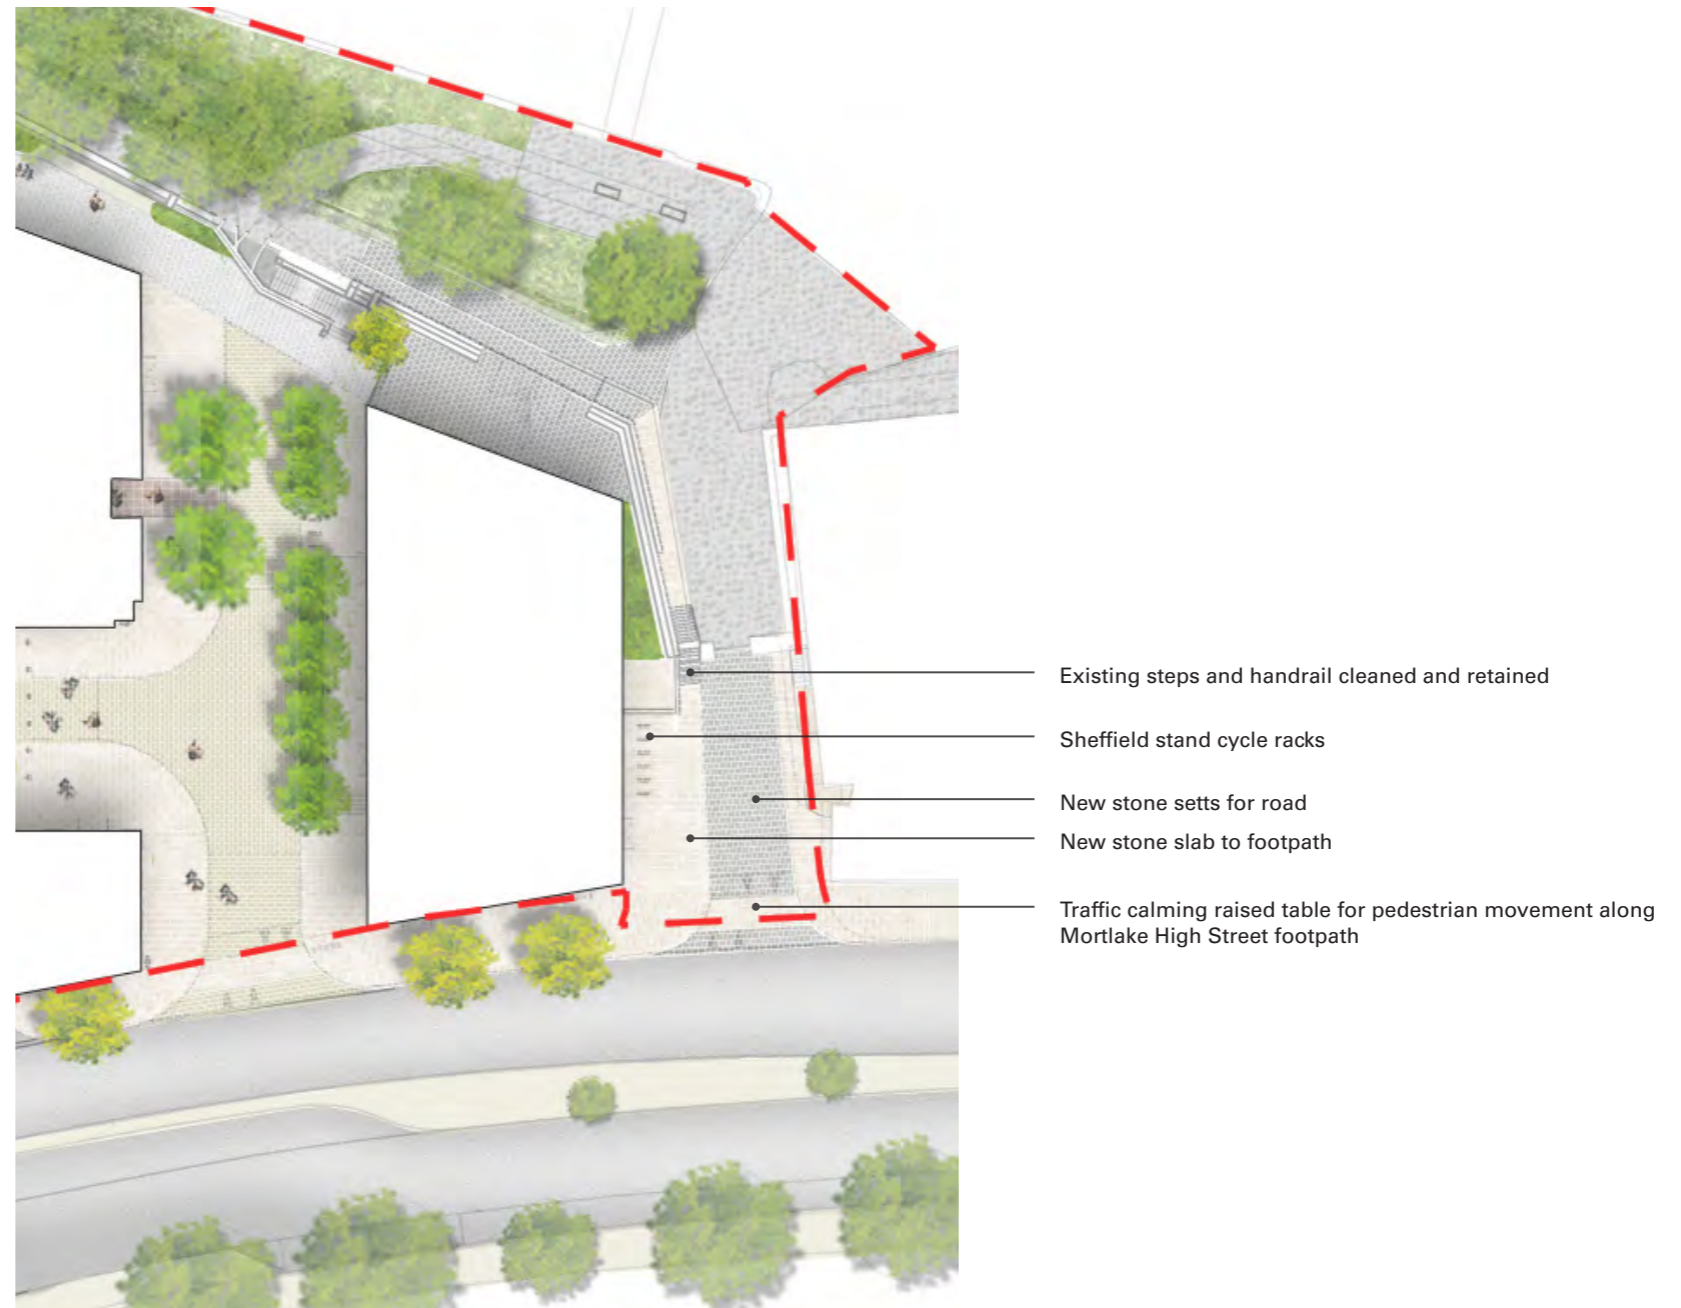 Existing steps and handrail cleaned and retained
Sheffield stand cycle racks
New stone setts for road
New stone slab to footpath
Traffic calming raised table for pedestrian movement along
Mortlake High Street footpath